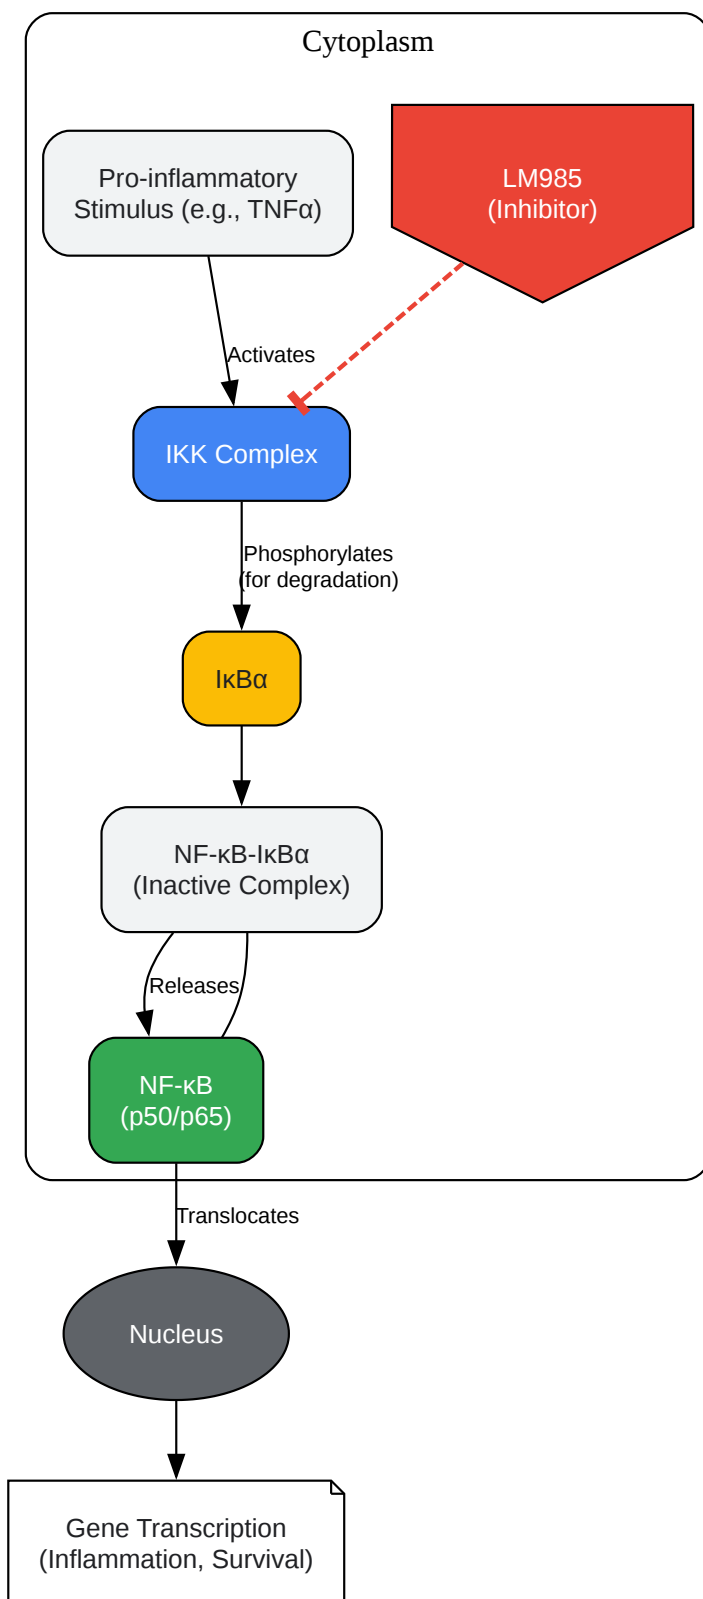 Cytoplasm
Pro-inflammatory
Stimulus (e.g., TNFα)
LM985
(Inhibitor)
Activates
IKK Complex
Phosphorylates
(for degradation)
IκBα
NF-κB-IκBα
(Inactive Complex)
Releases
NF-κB
(p50/p65)
Translocates
Nucleus
Gene Transcription
(Inflammation, Survival)